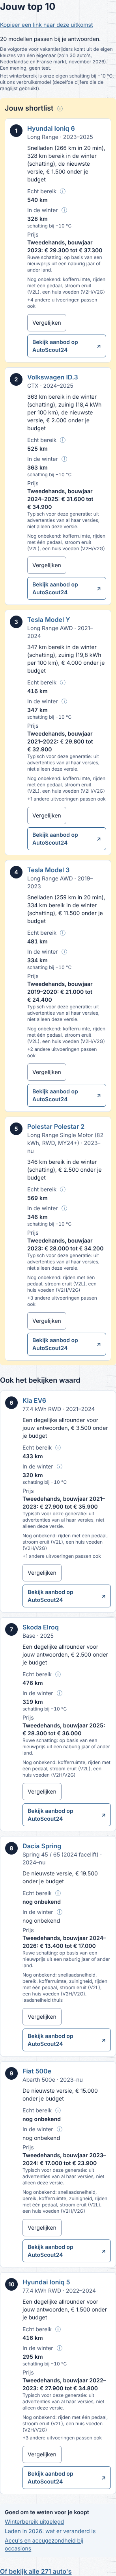 Jouw top 10
Kopieer een link naar deze uitkomst
20 modellen passen bij je antwoorden.
De volgorde voor vakantierijders komt uit de eigen
keuzes van één eigenaar (zo'n 30 auto's,
Nederlandse en Franse markt, november 2026).
Een mening, geen test.
Het winterbereik is onze eigen schatting bij −10 °C,
uit ons verbruiksmodel (dezelfde cijfers die de
ranglijst gebruikt).
Jouw shortlist
1
Hyundai Ioniq 6
Long Range · 2023–2025
Snelladen (266 km in 20 min),
328 km bereik in de winter
(schatting), de nieuwste
versie, € 1.500 onder je
budget
Echt bereik
540 km
In de winter
328 km
schatting bij −10 °C
Prijs
Tweedehands, bouwjaar
2023: € 29.300 tot € 37.300
Ruwe schatting: op basis van een
nieuwprijs uit een naburig jaar of
ander land.
Nog onbekend: kofferruimte, rijden
met één pedaal, stroom eruit
(V2L), een huis voeden (V2H/V2G)
+4 andere uitvoeringen passen
ook
Vergelijken
Bekijk aanbod op
AutoScout24
2
Volkswagen ID.3
GTX · 2024–2025
363 km bereik in de winter
(schatting), zuinig (18,4 kWh
per 100 km), de nieuwste
versie, € 2.000 onder je
budget
Echt bereik
525 km
In de winter
363 km
schatting bij −10 °C
Prijs
Tweedehands, bouwjaar
2024–2025: € 31.600 tot
€ 34.900
Typisch voor deze generatie: uit
advertenties van al haar versies,
niet alleen deze versie.
Nog onbekend: kofferruimte, rijden
met één pedaal, stroom eruit
(V2L), een huis voeden (V2H/V2G)
Vergelijken
Bekijk aanbod op
AutoScout24
3
Tesla Model Y
Long Range AWD · 2021–
2024
347 km bereik in de winter
(schatting), zuinig (19,8 kWh
per 100 km), € 4.000 onder je
budget
Echt bereik
416 km
In de winter
347 km
schatting bij −10 °C
Prijs
Tweedehands, bouwjaar
2021–2022: € 29.800 tot
€ 32.900
Typisch voor deze generatie: uit
advertenties van al haar versies,
niet alleen deze versie.
Nog onbekend: kofferruimte, rijden
met één pedaal, stroom eruit
(V2L), een huis voeden (V2H/V2G)
+1 andere uitvoeringen passen ook
Vergelijken
Bekijk aanbod op
AutoScout24
4
Tesla Model 3
Long Range AWD · 2019–
2023
Snelladen (259 km in 20 min),
334 km bereik in de winter
(schatting), € 11.500 onder je
budget
Echt bereik
481 km
In de winter
334 km
schatting bij −10 °C
Prijs
Tweedehands, bouwjaar
2019–2020: € 21.000 tot
€ 24.400
Typisch voor deze generatie: uit
advertenties van al haar versies,
niet alleen deze versie.
Nog onbekend: kofferruimte, rijden
met één pedaal, stroom eruit
(V2L), een huis voeden (V2H/V2G)
+2 andere uitvoeringen passen
ook
Vergelijken
Bekijk aanbod op
AutoScout24
5
Polestar Polestar 2
Long Range Single Motor (82
kWh, RWD, MY24+) · 2023–
nu
346 km bereik in de winter
(schatting), € 2.500 onder je
budget
Echt bereik
569 km
In de winter
346 km
schatting bij −10 °C
Prijs
Tweedehands, bouwjaar
2023: € 28.000 tot € 34.200
Typisch voor deze generatie: uit
advertenties van al haar versies,
niet alleen deze versie.
Nog onbekend: rijden met één
pedaal, stroom eruit (V2L), een
huis voeden (V2H/V2G)
+3 andere uitvoeringen passen
ook
Vergelijken
Bekijk aanbod op
AutoScout24
Ook het bekijken waard
6
Kia EV6
77.4 kWh RWD · 2021–2024
Een degelijke allrounder voor
jouw antwoorden, € 3.500 onder
je budget
Echt bereik
433 km
In de winter
320 km
schatting bij −10 °C
Prijs
Tweedehands, bouwjaar 2021–
2023: € 27.900 tot € 35.900
Typisch voor deze generatie: uit
advertenties van al haar versies, niet
alleen deze versie.
Nog onbekend: rijden met één pedaal,
stroom eruit (V2L), een huis voeden
(V2H/V2G)
+1 andere uitvoeringen passen ook
Vergelijken
Bekijk aanbod op
AutoScout24
7
Skoda Elroq
Base · 2025
Een degelijke allrounder voor
jouw antwoorden, € 2.500 onder
je budget
Echt bereik
476 km
In de winter
319 km
schatting bij −10 °C
Prijs
Tweedehands, bouwjaar 2025:
€ 28.300 tot € 36.000
Ruwe schatting: op basis van een
nieuwprijs uit een naburig jaar of ander
land.
Nog onbekend: kofferruimte, rijden met
één pedaal, stroom eruit (V2L), een
huis voeden (V2H/V2G)
Vergelijken
Bekijk aanbod op
AutoScout24
8
Dacia Spring
Spring 45 / 65 (2024 facelift) ·
2024–nu
De nieuwste versie, € 19.500
onder je budget
Echt bereik
nog onbekend
In de winter
nog onbekend
Prijs
Tweedehands, bouwjaar 2024–
2026: € 13.400 tot € 17.000
Ruwe schatting: op basis van een
nieuwprijs uit een naburig jaar of ander
land.
Nog onbekend: snellaadsnelheid,
bereik, kofferruimte, zuinigheid, rijden
met één pedaal, stroom eruit (V2L),
een huis voeden (V2H/V2G),
laadsnelheid thuis
Vergelijken
Bekijk aanbod op
AutoScout24
9
Fiat 500e
Abarth 500e · 2023–nu
De nieuwste versie, € 15.000
onder je budget
Echt bereik
nog onbekend
In de winter
nog onbekend
Prijs
Tweedehands, bouwjaar 2023–
2024: € 17.000 tot € 23.900
Typisch voor deze generatie: uit
advertenties van al haar versies, niet
alleen deze versie.
Nog onbekend: snellaadsnelheid,
bereik, kofferruimte, zuinigheid, rijden
met één pedaal, stroom eruit (V2L),
een huis voeden (V2H/V2G)
Vergelijken
Bekijk aanbod op
AutoScout24
10
Hyundai Ioniq 5
77.4 kWh RWD · 2022–2024
Een degelijke allrounder voor
jouw antwoorden, € 1.500 onder
je budget
Echt bereik
416 km
In de winter
295 km
schatting bij −10 °C
Prijs
Tweedehands, bouwjaar 2022–
2023: € 27.900 tot € 34.800
Typisch voor deze generatie: uit
advertenties van al haar versies, niet
alleen deze versie.
Nog onbekend: rijden met één pedaal,
stroom eruit (V2L), een huis voeden
(V2H/V2G)
+3 andere uitvoeringen passen ook
Vergelijken
Bekijk aanbod op
AutoScout24
Goed om te weten voor je koopt
Winterbereik uitgelegd
Laden in 2026: wat er veranderd is
Accu's en accugezondheid bij
occasions
Of bekijk alle 271 auto's